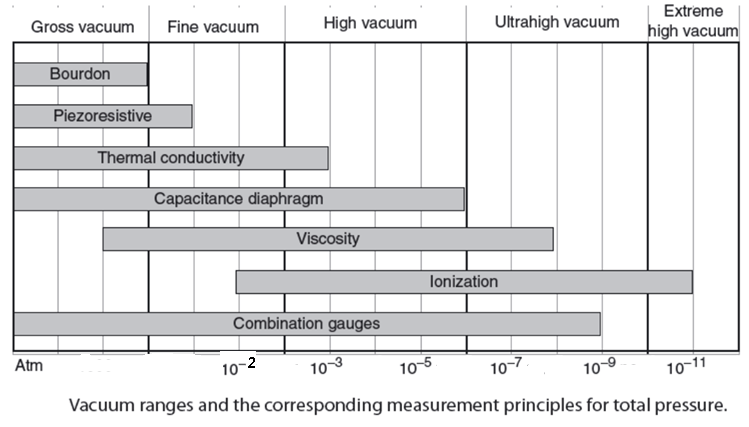 Gross vacuum Fine vacuum High vacuum Ultrahigh vacuum Extreme high vacuum
Bourdon
Piezoresistive
Thermal conductivity
Capacitance diaphragm
Viscosity
Ionization
Combination gauges
Atm 10⁻² 10⁻³ 10⁻⁵ 10⁻⁷ 10⁻⁹ 10⁻¹¹
Vacuum ranges and the corresponding measurement principles for total pressure.